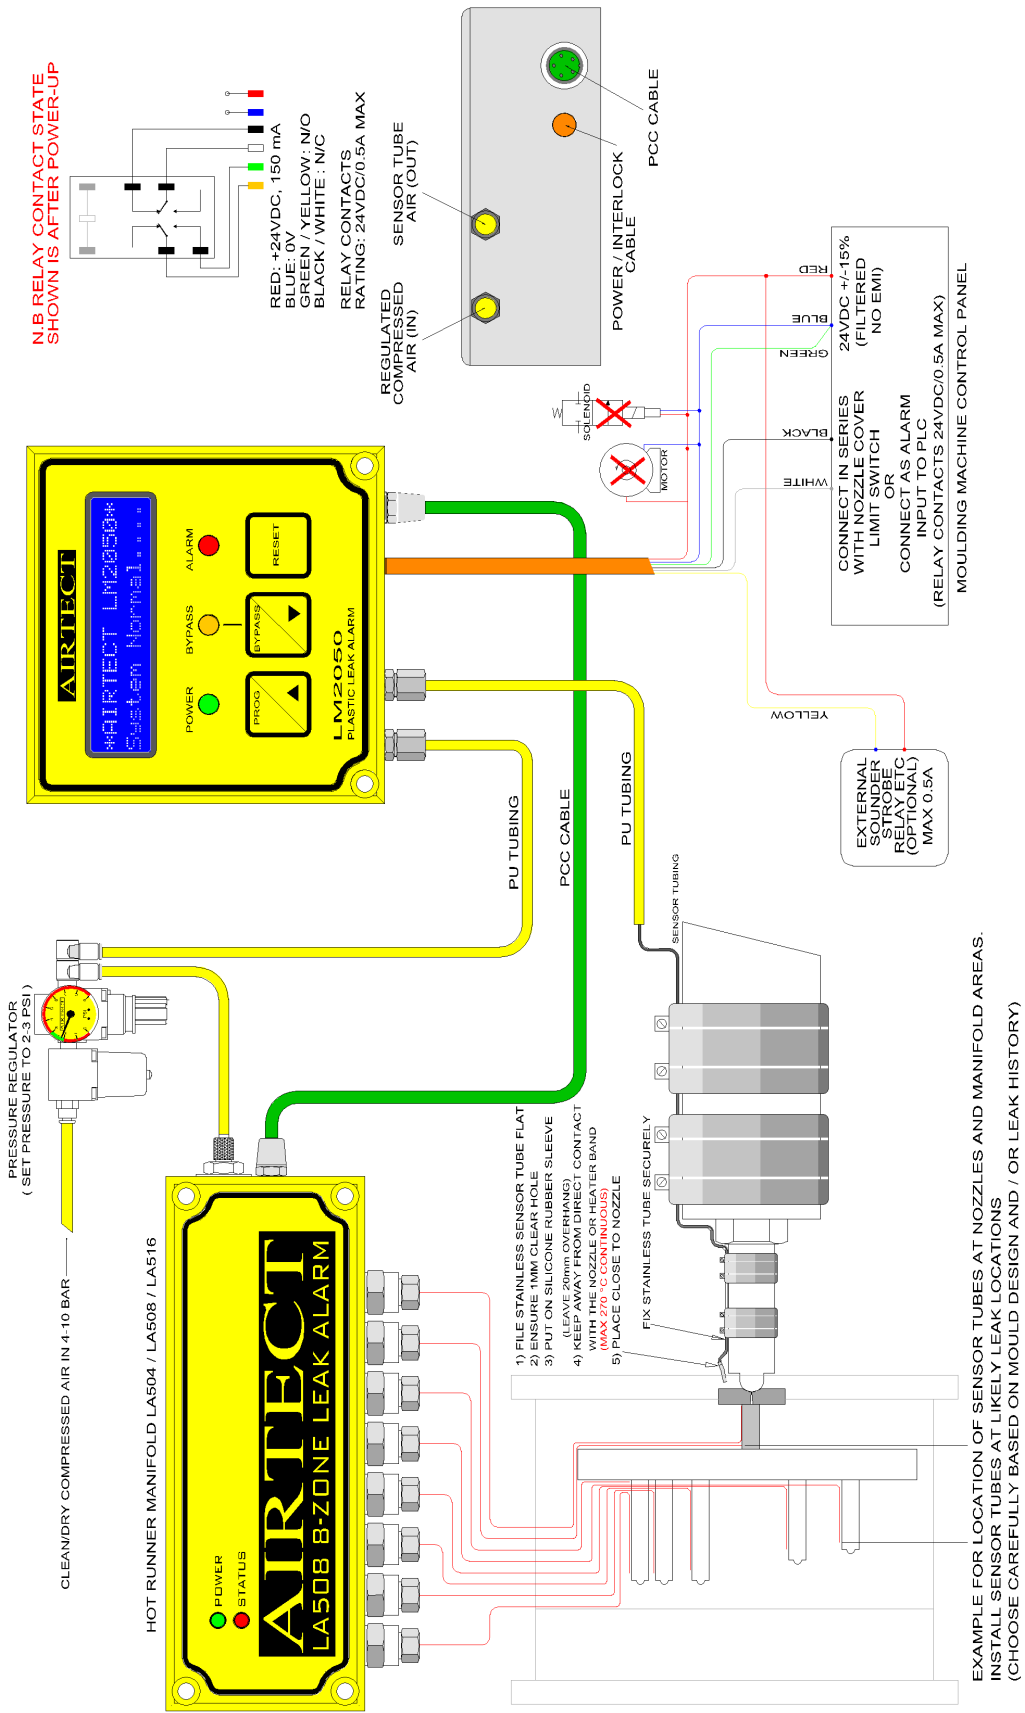 N.B RELAY CONTACT STATE
SHOWN IS AFTER POWER-UP
RED: +24VDC, 150 mA
BLUE: 0V
GREEN / YELLOW : N/O
BLACK / WHITE : N/C
RELAY CONTACTS
RATING: 24VDC/0.5A MAX
REGULATED
COMPRESSED
AIR (IN)
SENSOR TUBE
AIR (OUT)
POWER / INTERLOCK
CABLE
PCC CABLE
AIRTECT
*AIRTECT LM2050*
System Normal....
POWER
BYPASS
ALARM
PROG
BYPASS
RESET
LM2050
PLASTIC LEAK ALARM
SOLENOID
MOTOR
WHITE
BLACK
GREEN
BLUE
RED
YELLOW
CONNECT IN SERIES
WITH NOZZLE COVER
LIMIT SWITCH
OR
CONNECT AS ALARM
INPUT TO PLC
(RELAY CONTACTS 24VDC/0.5A MAX)
24VDC +/-15%
(FILTERED
NO EMI)
MOULDING MACHINE CONTROL PANEL
EXTERNAL
SOUNDER
STROBE
RELAY ETC
(OPTIONAL)
MAX 0.5A
PU TUBING
PCC CABLE
PU TUBING
SENSOR TUBING
PRESSURE REGULATOR
( SET PRESSURE TO 2-3 PSI )
CLEAN/DRY COMPRESSED AIR IN 4-10 BAR
HOT RUNNER MANIFOLD LA504 / LA508 / LA516
POWER
STATUS
AIRTECT
LA508 8-ZONE LEAK ALARM
1) FILE STAINLESS SENSOR TUBE FLAT
2) ENSURE 1MM CLEAR HOLE
3) PUT ON SILICONE RUBBER SLEEVE
(LEAVE 20mm OVERHANG)
4) KEEP AWAY FROM DIRECT CONTACT
WITH THE NOZZLE OR HEATER BAND
(MAX 270 °C CONTINUOUS)
5) PLACE CLOSE TO NOZZLE
FIX STAINLESS TUBE SECURELY
EXAMPLE FOR LOCATION OF SENSOR TUBES AT NOZZLES AND MANIFOLD AREAS.
INSTALL SENSOR TUBES AT LIKELY LEAK LOCATIONS
(CHOOSE CAREFULLY BASED ON MOULD DESIGN AND / OR LEAK HISTORY)